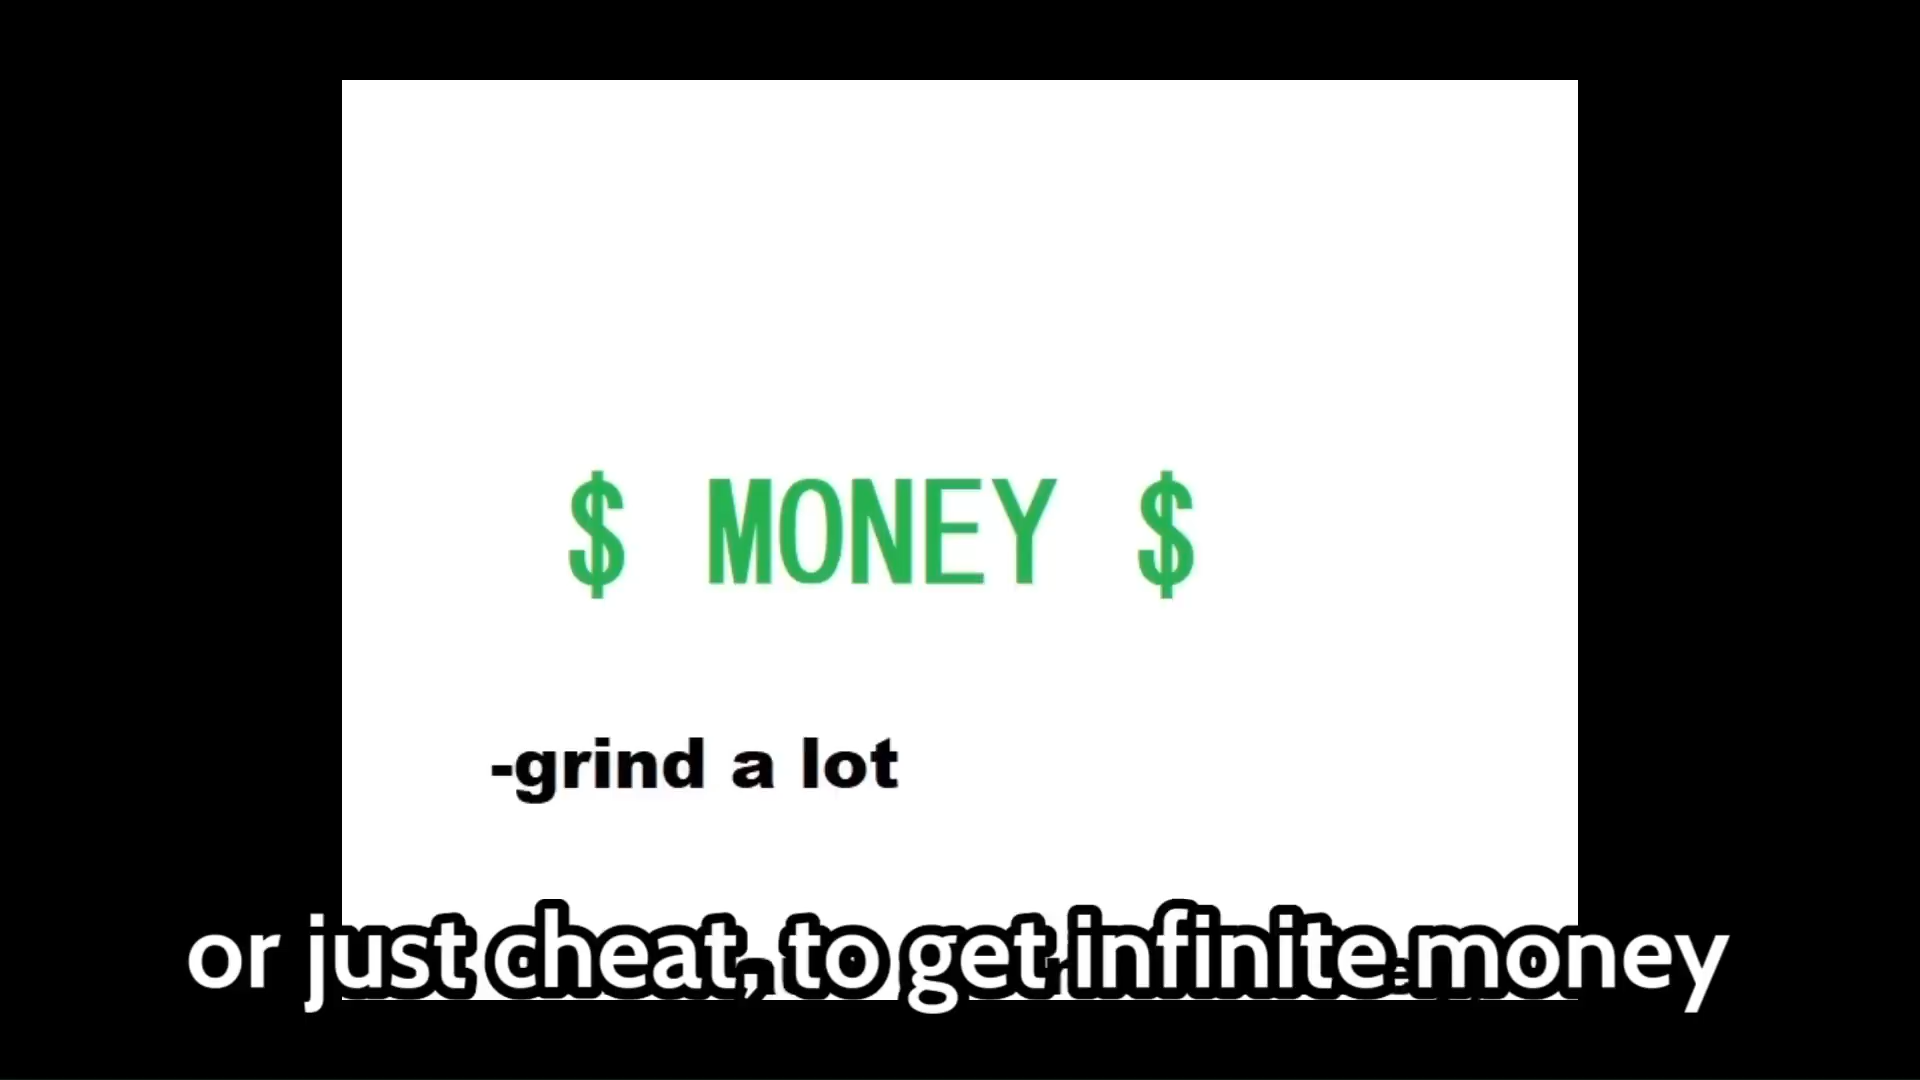 $ MONEY $
-grind a lot
or just cheat, to get infinite money